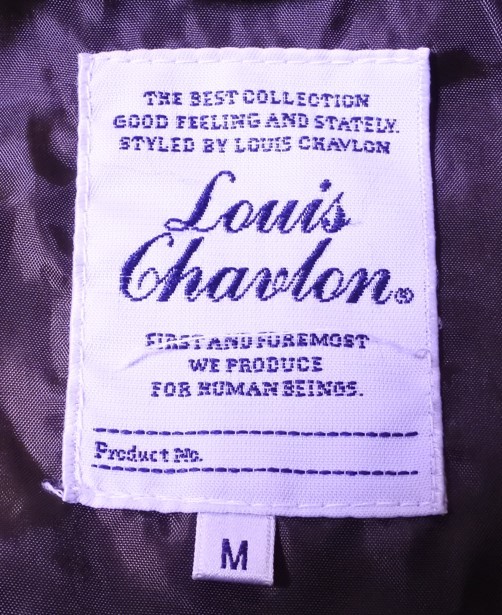 THE BEST COLLECTION
GOOD FEELING AND STATELY.
STYLED BY LOUIS CHAVLON
Louis
Chavlon®
FIRST AND FOREMOST
WE PRODUCE
FOR HUMAN BEINGS.
Product No.
M